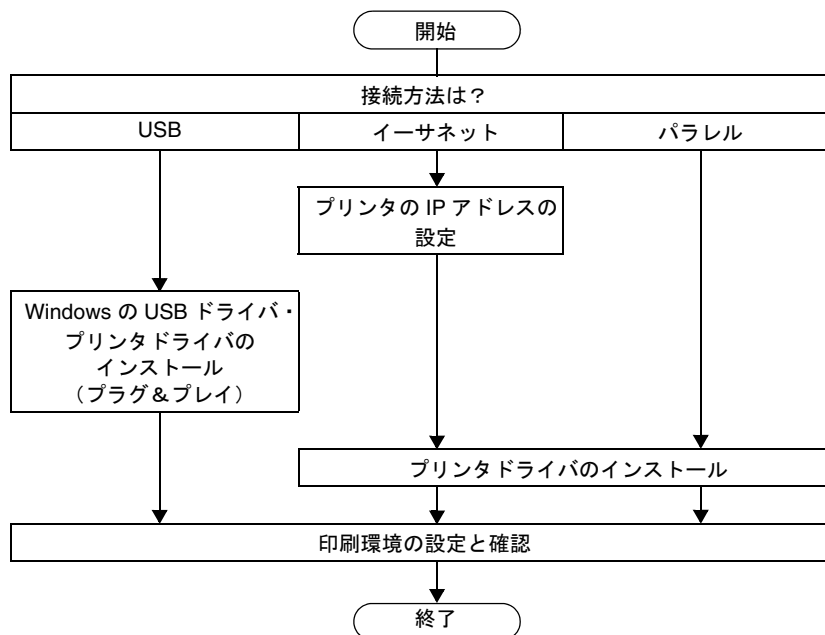 開始
接続方法は？
USB
イーサネット
パラレル
プリンタの IP アドレスの
設定
Windows の USB ドライバ・
プリンタドライバの
インストール
（プラグ＆プレイ）
プリンタドライバのインストール
印刷環境の設定と確認
終了